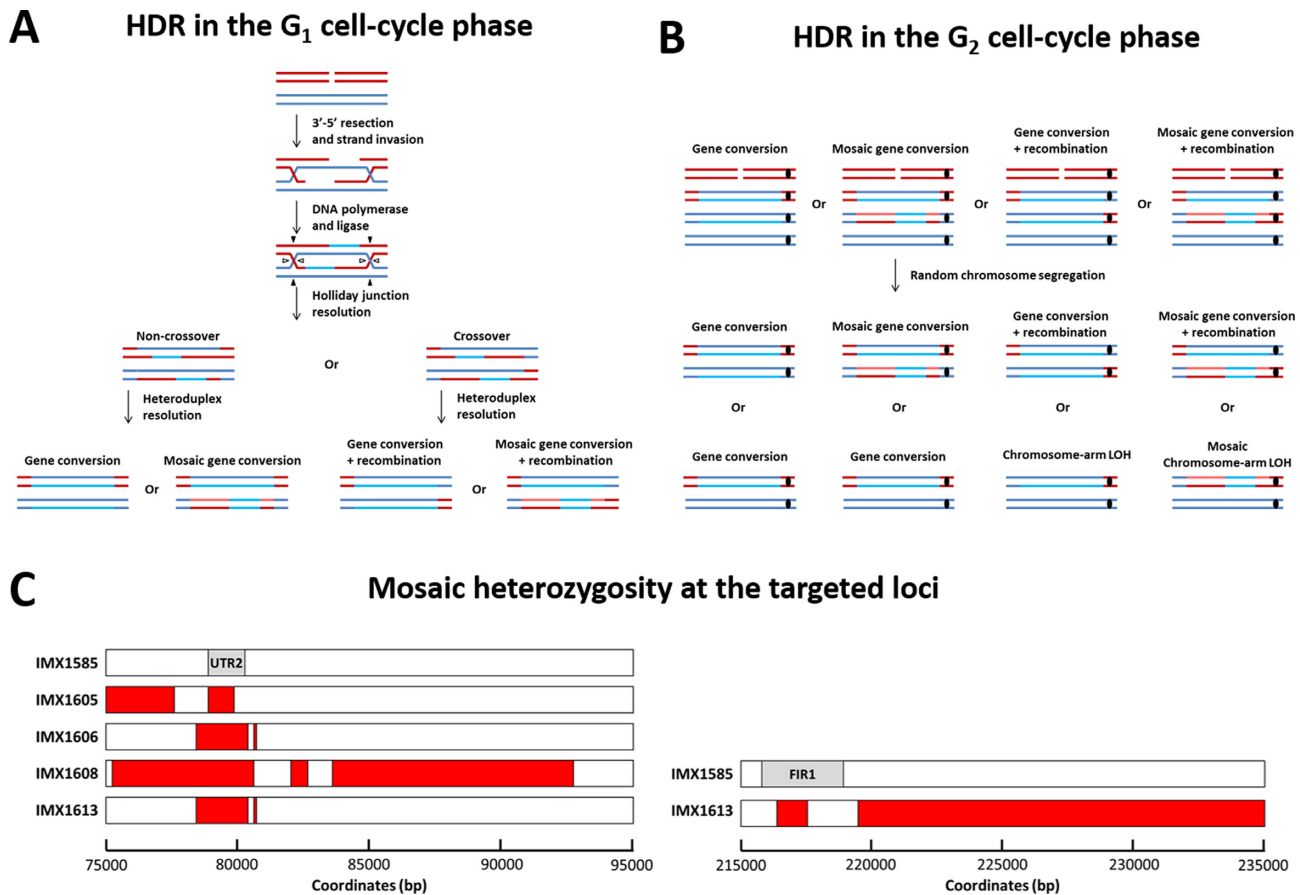 A
HDR in the G1 cell-cycle phase
3'-5' resection
and strand invasion
DNA polymerase
and ligase
Holliday junction
resolution
Non-crossover
Or
Crossover
Heteroduplex
resolution
Heteroduplex
resolution
Gene conversion
Or
Mosaic gene conversion
Gene conversion
+ recombination
Or
Mosaic gene conversion
+ recombination
B
HDR in the G2 cell-cycle phase
Gene conversion
Or
Mosaic gene conversion
Or
Gene conversion
+ recombination
Or
Mosaic gene conversion
+ recombination
Random chromosome segregation
Gene conversion
Mosaic gene conversion
Gene conversion
+ recombination
Mosaic gene conversion
+ recombination
Or
Or
Or
Or
Gene conversion
Gene conversion
Chromosome-arm LOH
Mosaic
Chromosome-arm LOH
C
Mosaic heterozygosity at the targeted loci
IMX1585
UTR2
IMX1605
IMX1606
IMX1608
IMX1613
75000 80000 85000 90000 95000
Coordinates (bp)
IMX1585
FIR1
IMX1613
215000 220000 225000 230000 235000
Coordinates (bp)